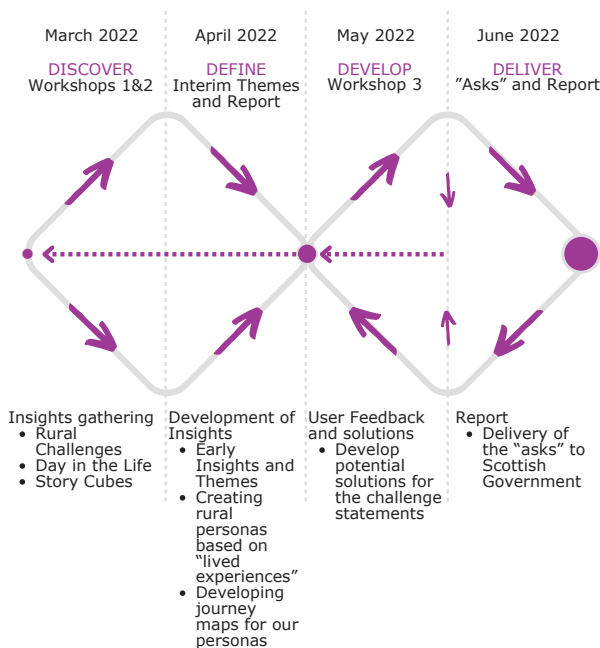 March 2022
DISCOVER
Workshops 1&2
April 2022
DEFINE
Interim Themes
and Report
May 2022
DEVELOP
Workshop 3
June 2022
DELIVER
”Asks” and Report
Insights gathering
• Rural
Challenges
• Day in the Life
• Story Cubes
Development of
Insights
• Early
Insights and
Themes
• Creating
rural
personas
based on
“lived
experiences”
• Developing
journey
maps for our
personas
User Feedback
and solutions
• Develop
potential
solutions for
the challenge
statements
Report
• Delivery of
the “asks” to
Scottish
Government